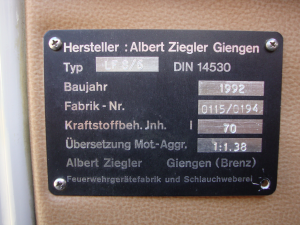 Hersteller : Albert Ziegler Giengen
Typ LF 8/6 DIN 14530
Baujahr 1992
Fabrik - Nr. 0115/0194
Kraftstoffbeh. Jnh. l 70
Übersetzung Mot.-Aggr. 1:1.38
Albert Ziegler Giengen (Brenz)
Feuerwehrgerätefabrik und Schlauchweberei